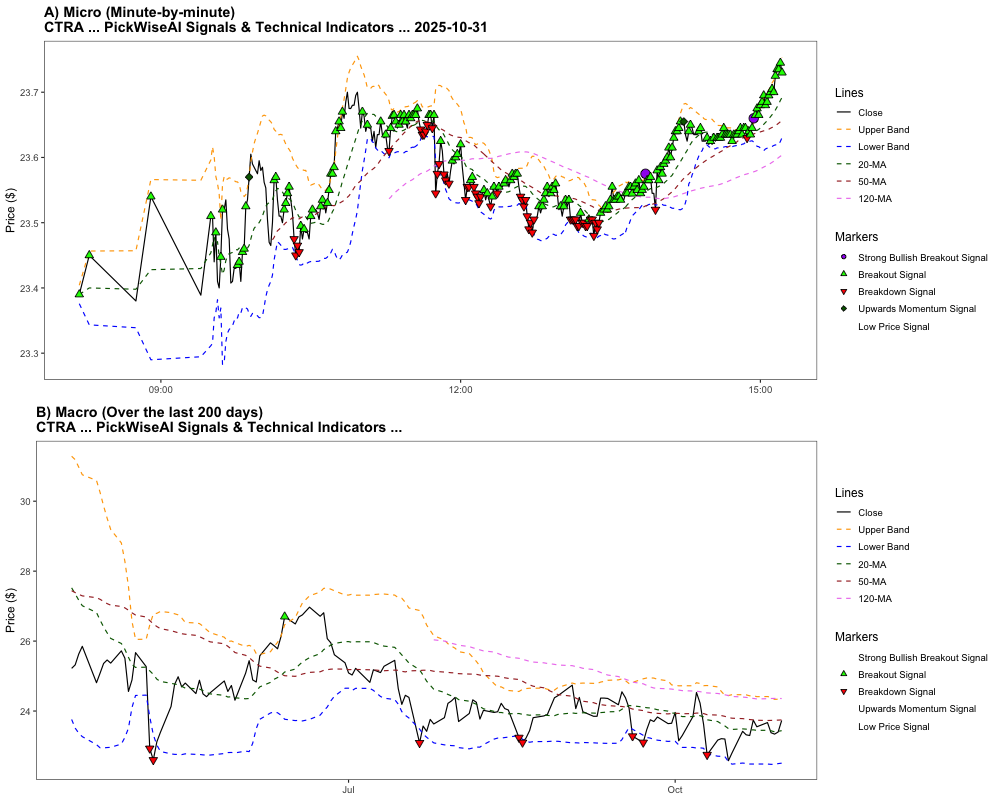 A) Micro (Minute-by-minute)
CTRA ... PickWiseAI Signals & Technical Indicators ... 2025-10-31
Price ($)
23.7
23.6
23.5
23.4
23.3
09:00
12:00
15:00
Lines
Close
Upper Band
Lower Band
20-MA
50-MA
120-MA
Markers
Strong Bullish Breakout Signal
Breakout Signal
Breakdown Signal
Upwards Momentum Signal
Low Price Signal
B) Macro (Over the last 200 days)
CTRA ... PickWiseAI Signals & Technical Indicators ...
Price ($)
30
28
26
24
Jul
Oct
Lines
Close
Upper Band
Lower Band
20-MA
50-MA
120-MA
Markers
Strong Bullish Breakout Signal
Breakout Signal
Breakdown Signal
Upwards Momentum Signal
Low Price Signal